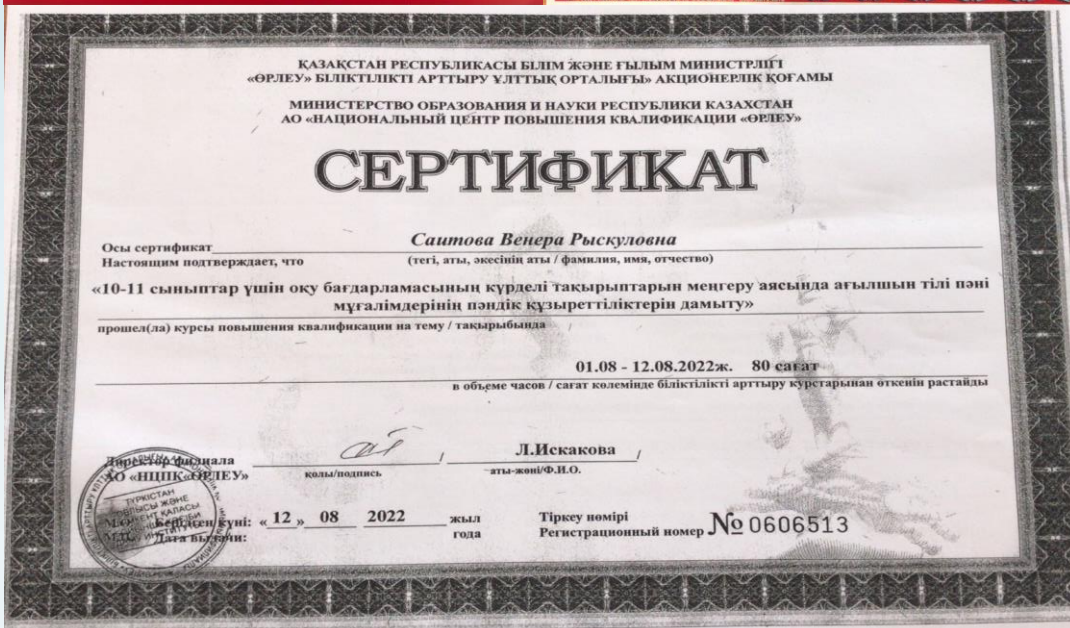 ҚАЗАҚСТАН РЕСПУБЛИКАСЫ БІЛІМ ЖӘНЕ ҒЫЛЫМ МИНИСТРЛІГІ
«ӨРЛЕУ» БІЛІКТІЛІКТІ АРТТЫРУ ҰЛТТЫҚ ОРТАЛЫҒЫ» АКЦИОНЕРЛІК ҚОҒАМЫ
МИНИСТЕРСТВО ОБРАЗОВАНИЯ И НАУКИ РЕСПУБЛИКИ КАЗАХСТАН
АО «НАЦИОНАЛЬНЫЙ ЦЕНТР ПОВЫШЕНИЯ КВАЛИФИКАЦИИ «ӨРЛЕУ»
СЕРТИФИКАТ
Осы сертификат Саитова Венера Рыскуловна
Настоящим подтверждает, что (тегі, аты, әкесінің аты / фамилия, имя, отчество)
«10-11 сыныптар үшін оқу бағдарламасының күрделі тақырыптарын меңгеру аясында ағылшын тілі пәні
мұғалімдерінің пәндік құзыреттіліктерін дамыту»
прошел(ла) курсы повышения квалификации на тему / тақырыбында
01.08 - 12.08.2022ж. 80 сағат
в объеме часов / сағат көлемінде біліктілікті арттыру курстарынан өткенін растайды
Директор филиала Л.Искакова
АО «НЦПК«ӨРЛЕУ» қолы/подпись аты-жөні/Ф.И.О.
Берілген күні: « 12 » 08 2022 жыл Тіркеу нөмірі
Дата выдачи: года Регистрационный номер № 0606513
ТҮРКІСТАН